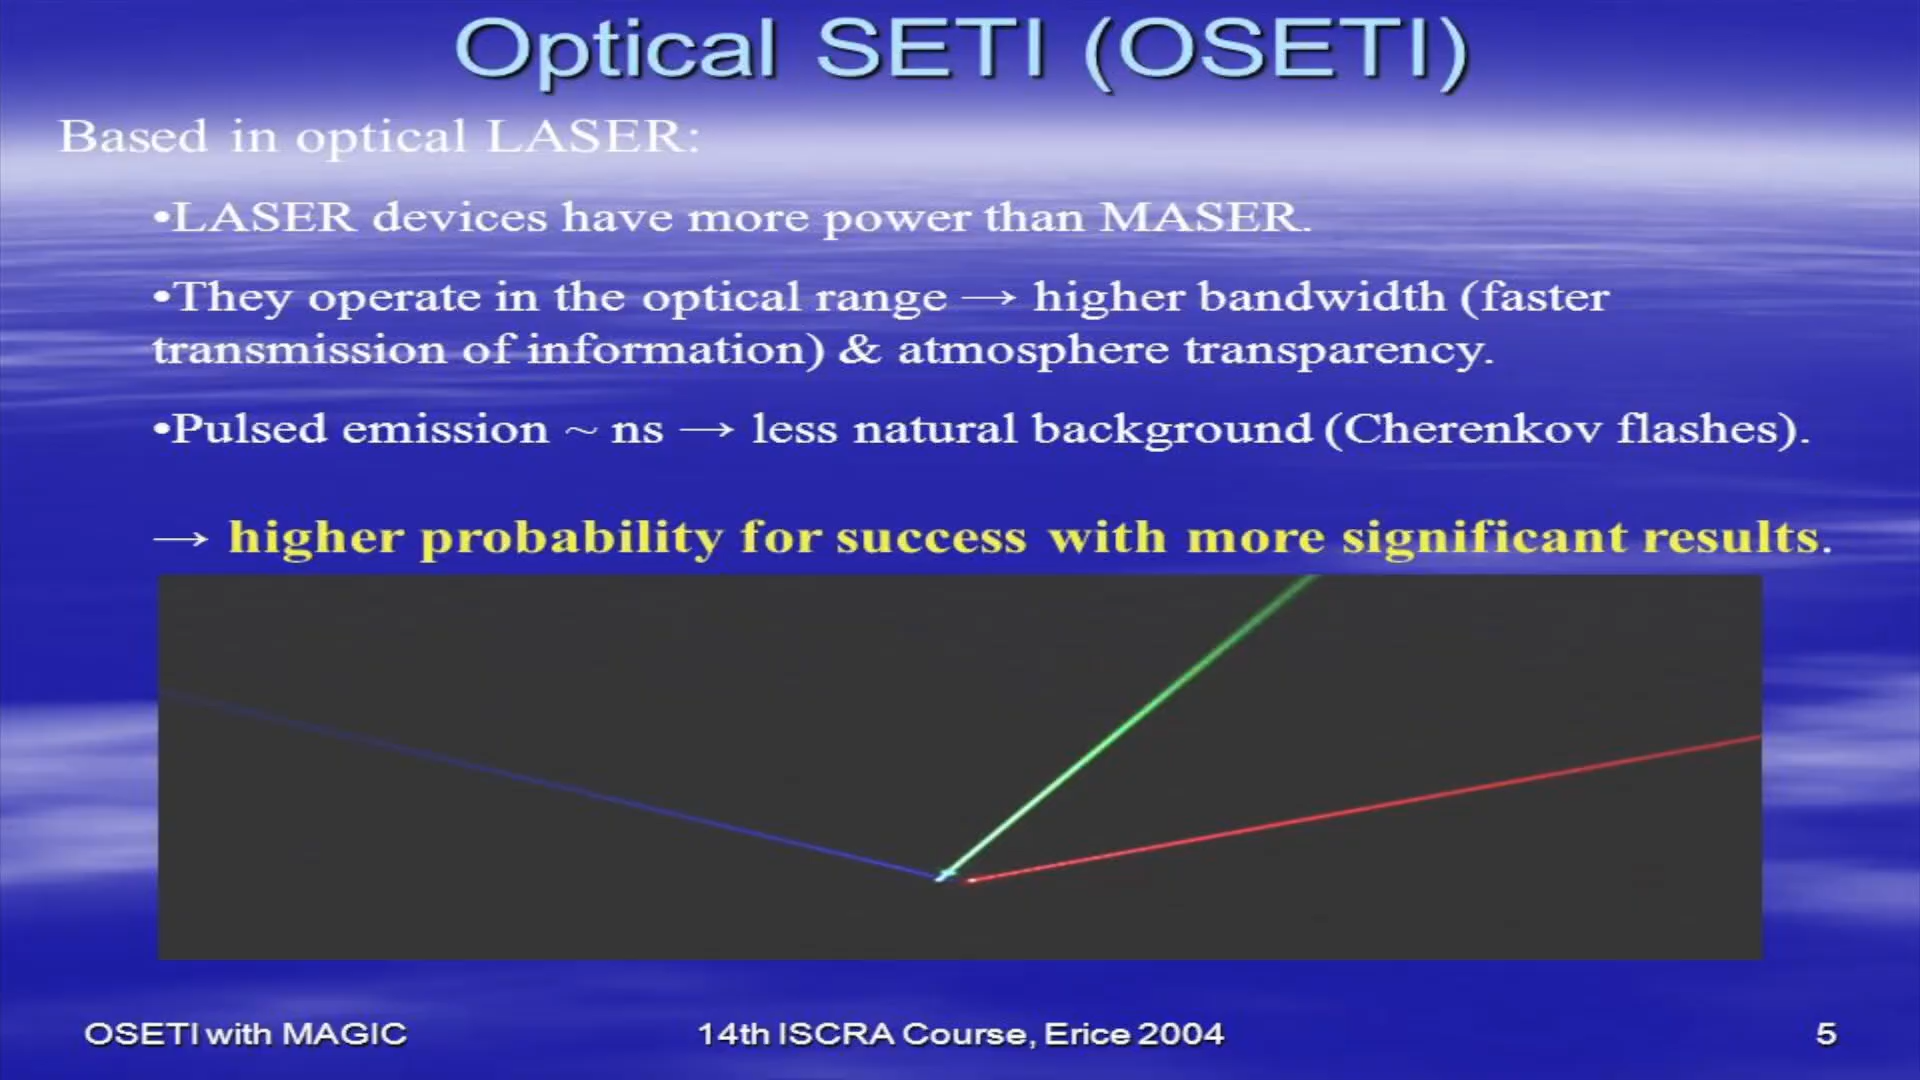 Optical SETI (OSETI)
Based in optical LASER:
•LASER devices have more power than MASER.
•They operate in the optical range → higher bandwidth (faster
transmission of information) & atmosphere transparency.
•Pulsed emission ~ ns → less natural background (Cherenkov flashes).
→ higher probability for success with more significant results.
OSETI with MAGIC
14th ISCRA Course, Erice 2004
5